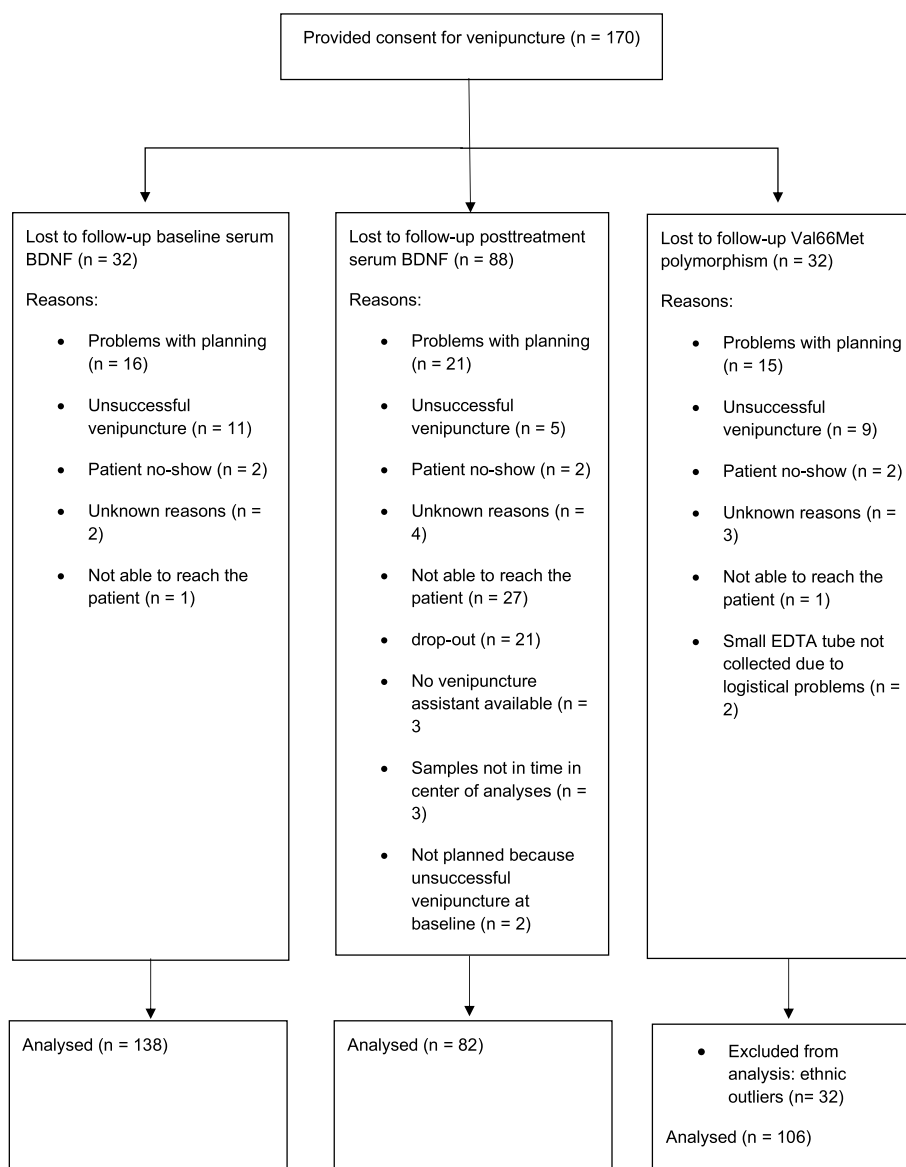 Provided consent for venipuncture (n = 170)
Lost to follow-up baseline serum
BDNF (n = 32)
Reasons:
• Problems with planning
(n = 16)
• Unsuccessful
venipuncture (n = 11)
• Patient no-show (n = 2)
• Unknown reasons (n =
2)
• Not able to reach the
patient (n = 1)
Lost to follow-up posttreatment
serum BDNF (n = 88)
Reasons:
• Problems with planning
(n = 21)
• Unsuccessful
venipuncture (n = 5)
• Patient no-show (n = 2)
• Unknown reasons (n =
4)
• Not able to reach the
patient (n = 27)
• drop-out (n = 21)
• No venipuncture
assistant available (n =
3
• Samples not in time in
center of analyses (n =
3)
• Not planned because
unsuccessful
venipuncture at
baseline (n = 2)
Lost to follow-up Val66Met
polymorphism (n = 32)
Reasons:
• Problems with planning
(n = 15)
• Unsuccessful
venipuncture (n = 9)
• Patient no-show (n = 2)
• Unknown reasons (n =
3)
• Not able to reach the
patient (n = 1)
• Small EDTA tube not
collected due to
logistical problems (n =
2)
Analysed (n = 138)
Analysed (n = 82)
• Excluded from
analysis: ethnic
outliers (n= 32)
Analysed (n = 106)